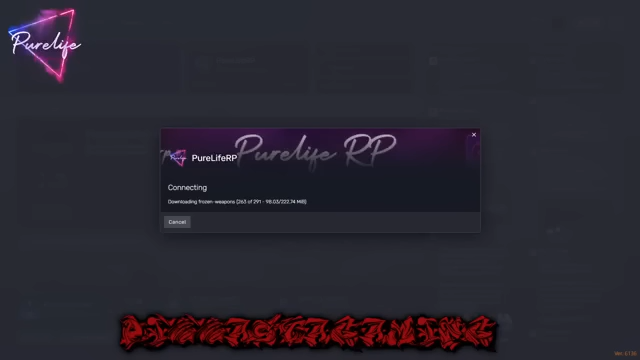 Purelife
Purelife RP
PureLifeRP
Connecting
Downloading frozen-weapons (263 of 291 - 98.03/222.74 MiB)
Cancel